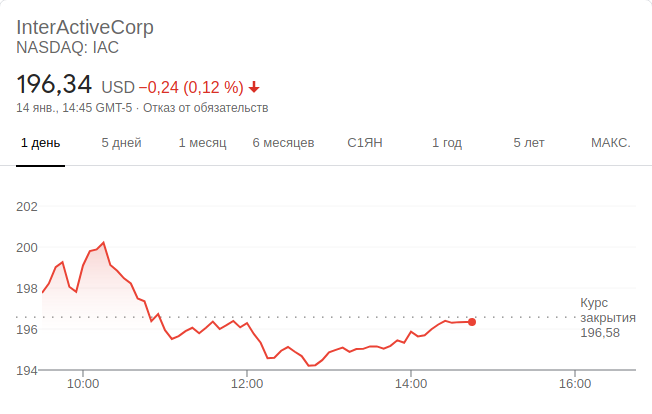 InterActiveCorp
NASDAQ: IAC
196,34 USD −0,24 (0,12 %)
14 янв., 14:45 GMT-5 · Отказ от обязательств
1 день 5 дней 1 месяц 6 месяцев С1ЯН 1 год 5 лет МАКС.
202
200
198
Курс
закрытия
196,58
196
194
10:00 12:00 14:00 16:00